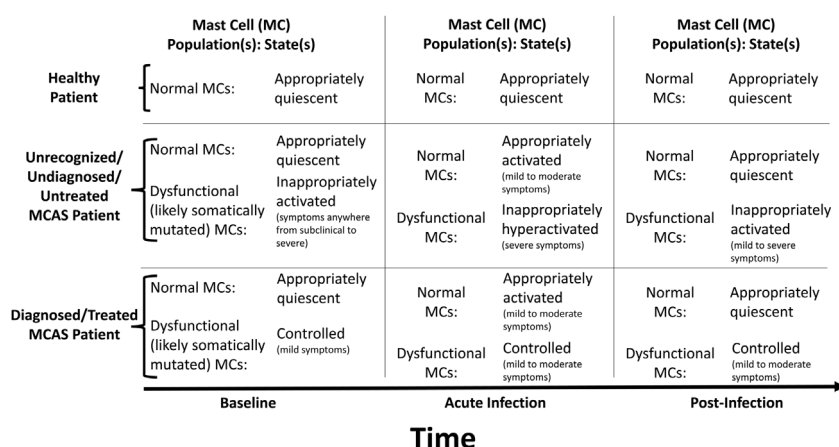 Mast Cell (MC)
Population(s): State(s)
Mast Cell (MC)
Population(s): State(s)
Mast Cell (MC)
Population(s): State(s)
Healthy
Patient
Normal MCs:
Appropriately
quiescent
Normal
MCs:
Appropriately
quiescent
Normal
MCs:
Appropriately
quiescent
Unrecognized/
Undiagnosed/
Untreated
MCAS Patient
Normal MCs:
Appropriately
quiescent
Dysfunctional
(likely somatically
mutated) MCs:
Inappropriately
activated
(symptoms anywhere
from subclinical to
severe)
Normal
MCs:
Appropriately
activated
(mild to moderate
symptoms)
Dysfunctional
MCs:
Inappropriately
hyperactivated
(severe symptoms)
Normal
MCs:
Appropriately
quiescent
Dysfunctional
MCs:
Inappropriately
activated
(mild to severe
symptoms)
Diagnosed/Treated
MCAS Patient
Normal MCs:
Appropriately
quiescent
Dysfunctional
(likely somatically
mutated) MCs:
Controlled
(mild symptoms)
Normal
MCs:
Appropriately
activated
(mild to moderate
symptoms)
Dysfunctional
MCs:
Controlled
(mild to moderate
symptoms)
Normal
MCs:
Appropriately
quiescent
Dysfunctional
MCs:
Controlled
(mild to moderate
symptoms)
Baseline
Acute Infection
Post-Infection
Time